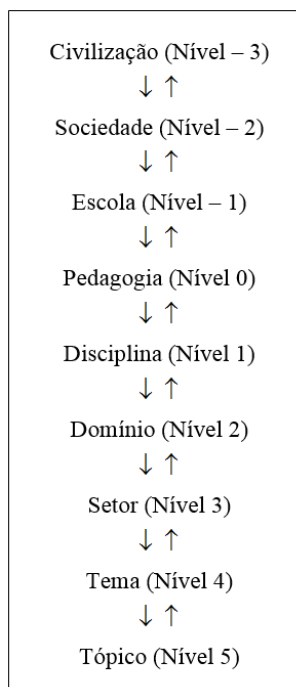 Civilização (Nível – 3)
↓ ↑
Sociedade (Nível – 2)
↓ ↑
Escola (Nível – 1)
↓ ↑
Pedagogia (Nível 0)
↓ ↑
Disciplina (Nível 1)
↓ ↑
Domínio (Nível 2)
↓ ↑
Setor (Nível 3)
↓ ↑
Tema (Nível 4)
↓ ↑
Tópico (Nível 5)